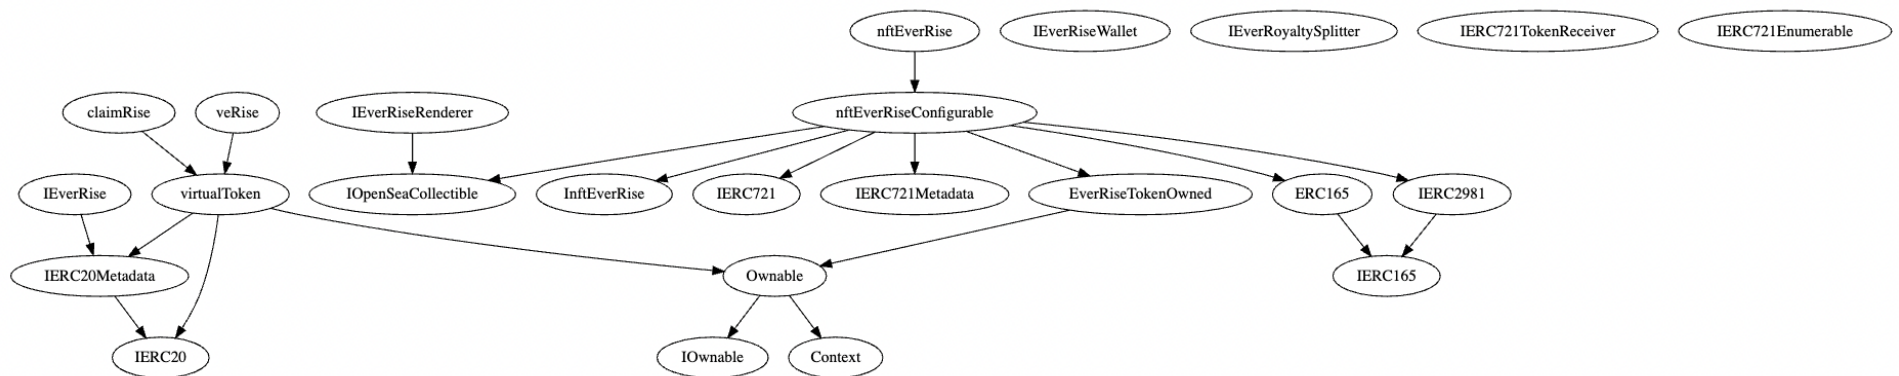 nftEverRise
IEverRiseWallet
IEverRoyaltySplitter
IERC721TokenReceiver
IERC721Enumerable
claimRise
veRise
IEverRiseRenderer
nftEverRiseConfigurable
IEverRise
virtualToken
IOpenSeaCollectible
InftEverRise
IERC721
IERC721Metadata
EverRiseTokenOwned
ERC165
IERC2981
IERC20Metadata
Ownable
IERC165
IERC20
IOwnable
Context